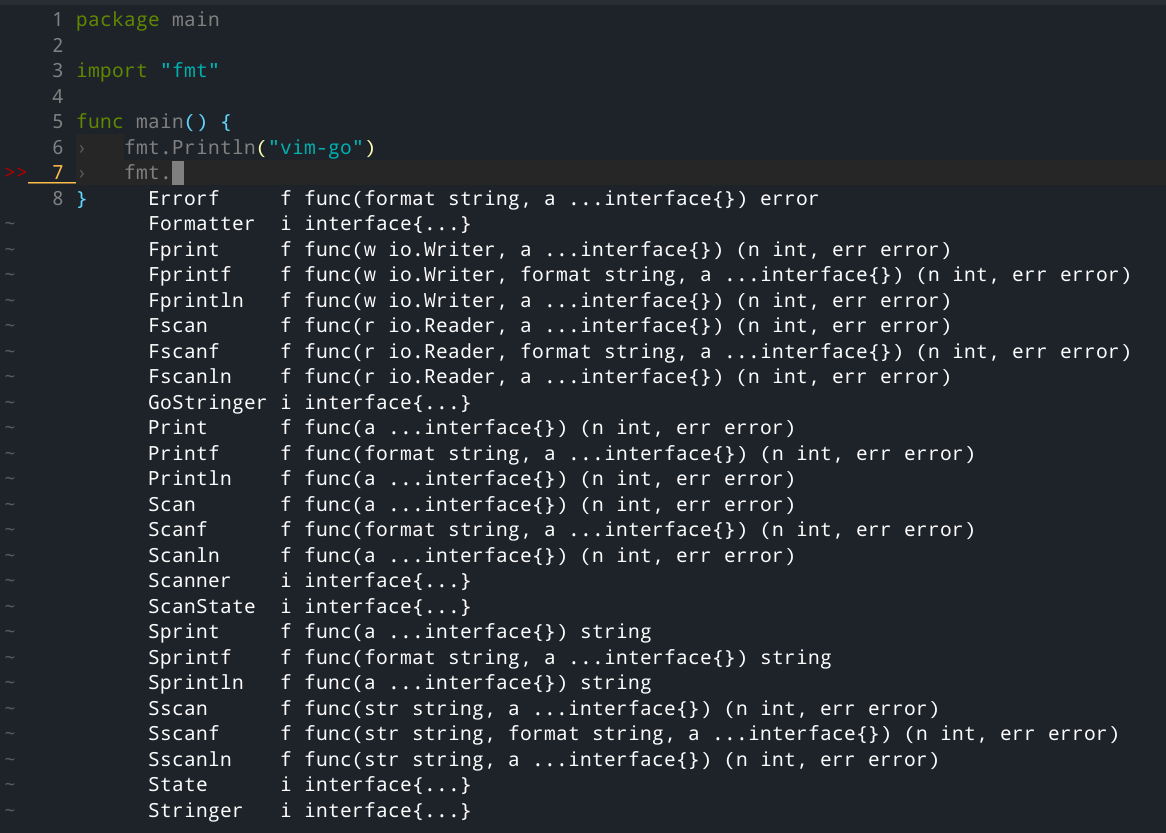 1 package main
2
3 import "fmt"
4
5 func main() {
6 › fmt.Println("vim-go")
>> 7 › fmt.
8 } Errorf f func(format string, a ...interface{}) error
~ Formatter i interface{...}
~ Fprint f func(w io.Writer, a ...interface{}) (n int, err error)
~ Fprintf f func(w io.Writer, format string, a ...interface{}) (n int, err error)
~ Fprintln f func(w io.Writer, a ...interface{}) (n int, err error)
~ Fscan f func(r io.Reader, a ...interface{}) (n int, err error)
~ Fscanf f func(r io.Reader, format string, a ...interface{}) (n int, err error)
~ Fscanln f func(r io.Reader, a ...interface{}) (n int, err error)
~ GoStringer i interface{...}
~ Print f func(a ...interface{}) (n int, err error)
~ Printf f func(format string, a ...interface{}) (n int, err error)
~ Println f func(a ...interface{}) (n int, err error)
~ Scan f func(a ...interface{}) (n int, err error)
~ Scanf f func(format string, a ...interface{}) (n int, err error)
~ Scanln f func(a ...interface{}) (n int, err error)
~ Scanner i interface{...}
~ ScanState i interface{...}
~ Sprint f func(a ...interface{}) string
~ Sprintf f func(format string, a ...interface{}) string
~ Sprintln f func(a ...interface{}) string
~ Sscan f func(str string, a ...interface{}) (n int, err error)
~ Sscanf f func(str string, format string, a ...interface{}) (n int, err error)
~ Sscanln f func(str string, a ...interface{}) (n int, err error)
~ State i interface{...}
~ Stringer i interface{...}